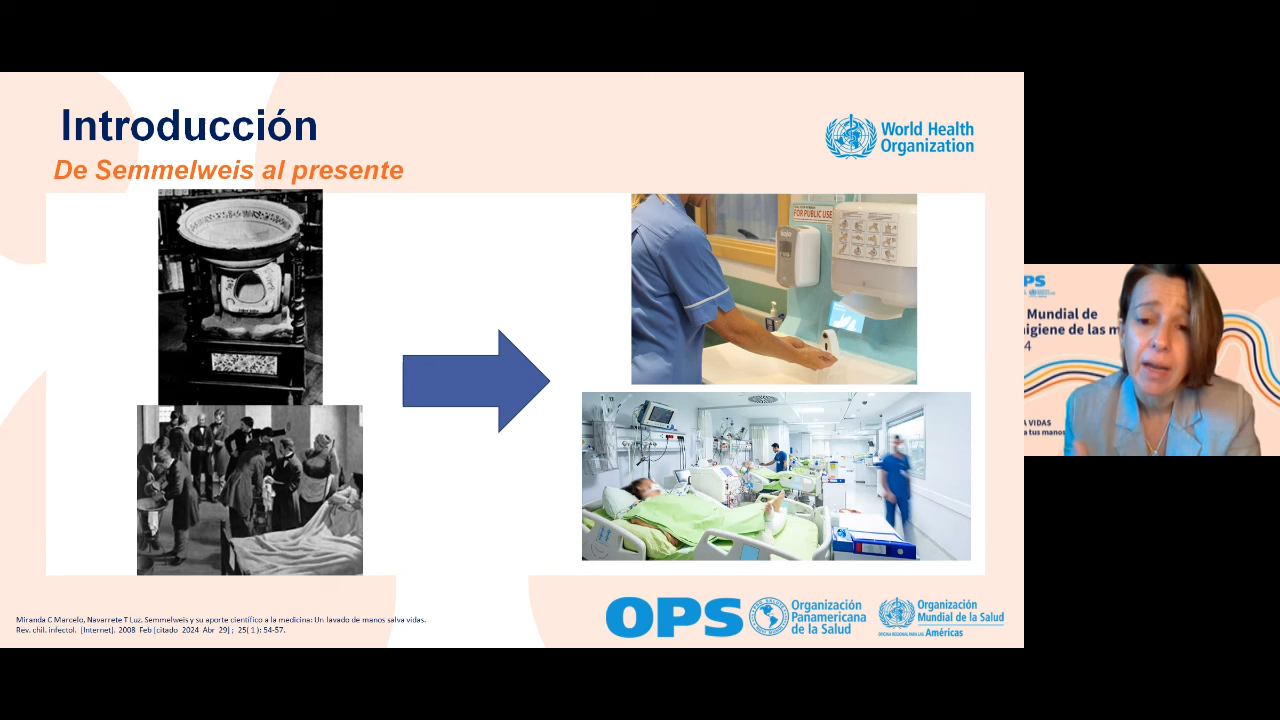 Introducción
De Semmelweis al presente
World Health
Organization
FOR PUBLIC USE
Miranda C Marcelo, Navarrete T Luz. Semmelweis y su aporte científico a la medicina: Un lavado de manos salva vidas.
Rev. chil. infectol. [Internet]. 2008 Feb [citado 2024 Abr 29] ; 25( 1 ): 54-57.
OPS
Organización
Panamericana
de la Salud
Organización
Mundial de la Salud
OFICINA REGIONAL PARA LAS Américas
PS
Mundial de
higiene de las m
4
A VIDAS
a tus manos